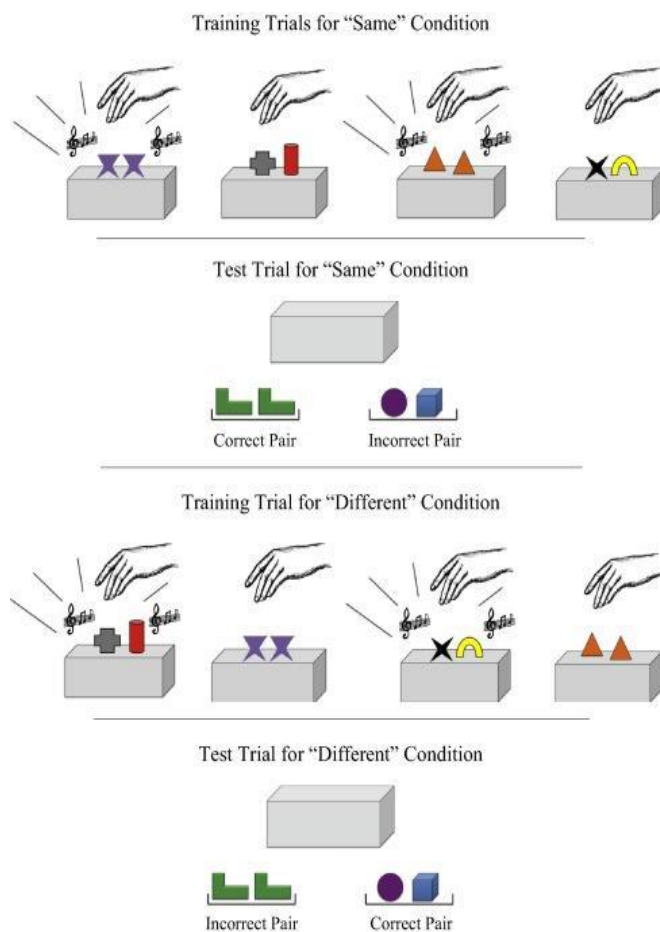 Training Trials for “Same” Condition
Test Trial for “Same” Condition
Correct Pair
Incorrect Pair
Training Trial for “Different” Condition
Test Trial for “Different” Condition
Incorrect Pair
Correct Pair